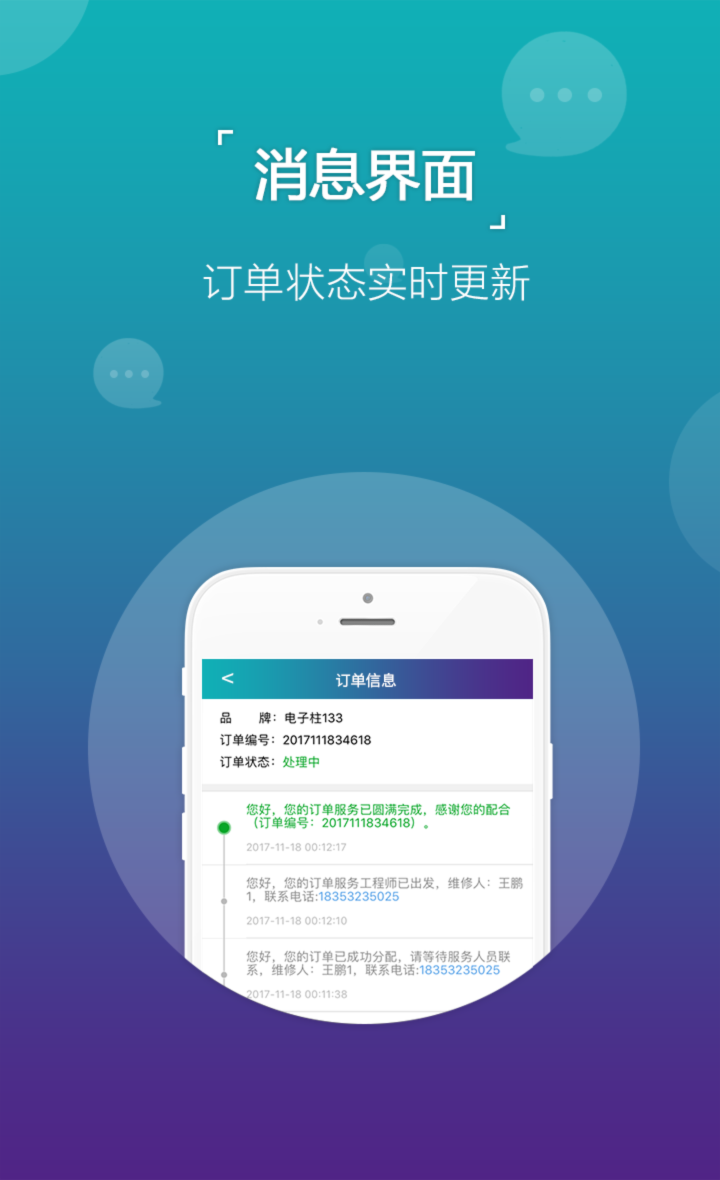 消息界面
订单状态实时更新
< 订单信息
品 牌：电子柱133
订单编号：2017111834618
订单状态：处理中
您好，您的订单服务已圆满完成，感谢您的配合
（订单编号：2017111834618）。
2017-11-18 00:12:17
您好，您的订单服务工程师已出发，维修人：王鹏
1，联系电话:18353235025
2017-11-18 00:12:10
您好，您的订单已成功分配，请等待服务人员联
系，维修人：王鹏1，联系电话:18353235025
2017-11-18 00:11:38